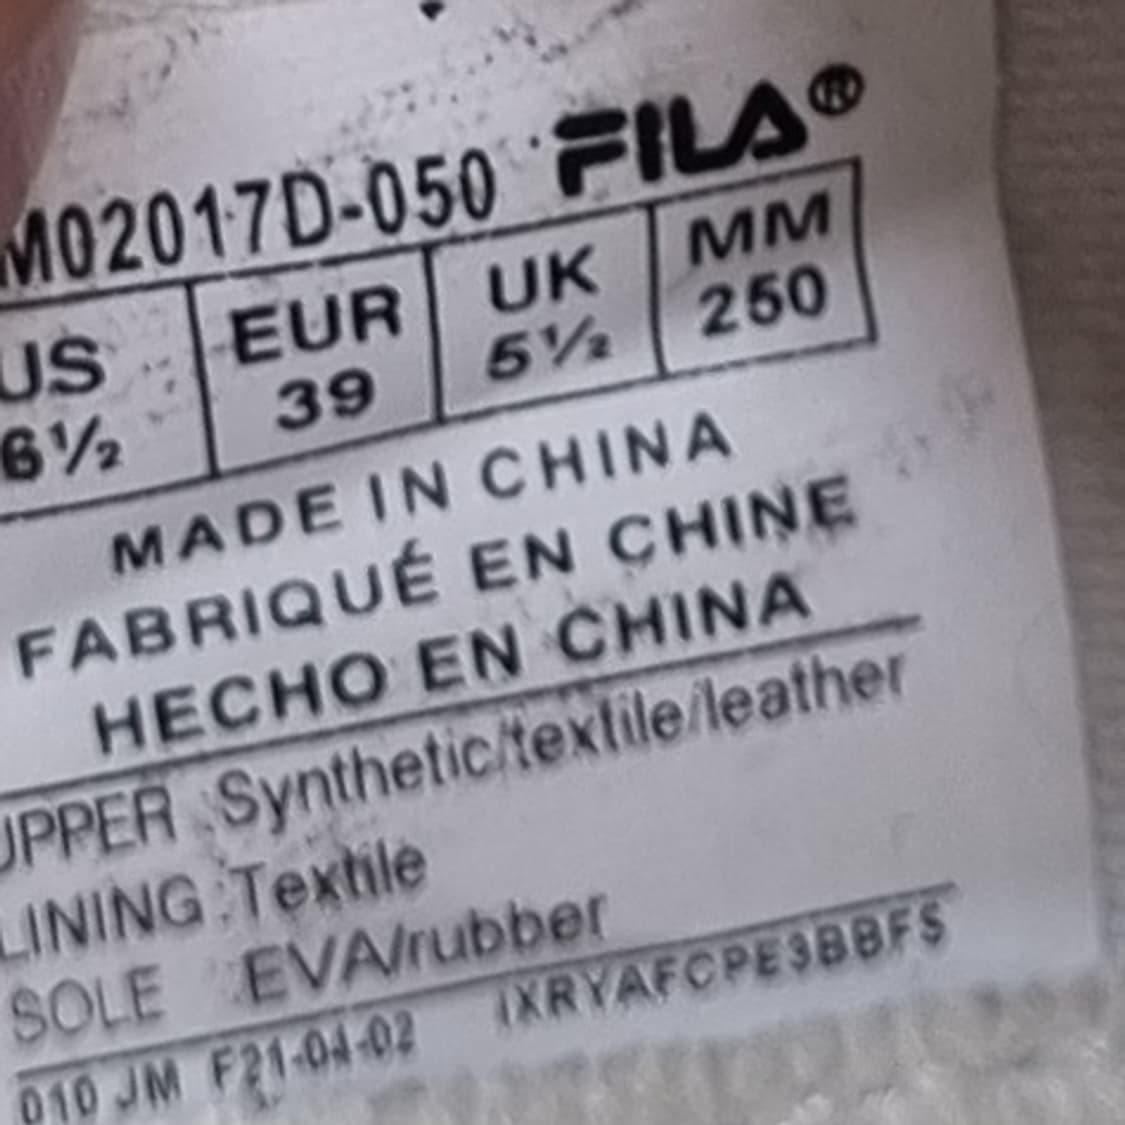 M02017D-050 FILA®
US EUR UK MM
6½ 39 5½ 250
MADE IN CHINA
FABRIQUÉ EN CHINE
HECHO EN CHINA
UPPER :Synthetic/textile/leather
LINING :Textile
SOLE :EVA/rubber
010 JM F21-04-02 IXRYAFCPE3BBFS